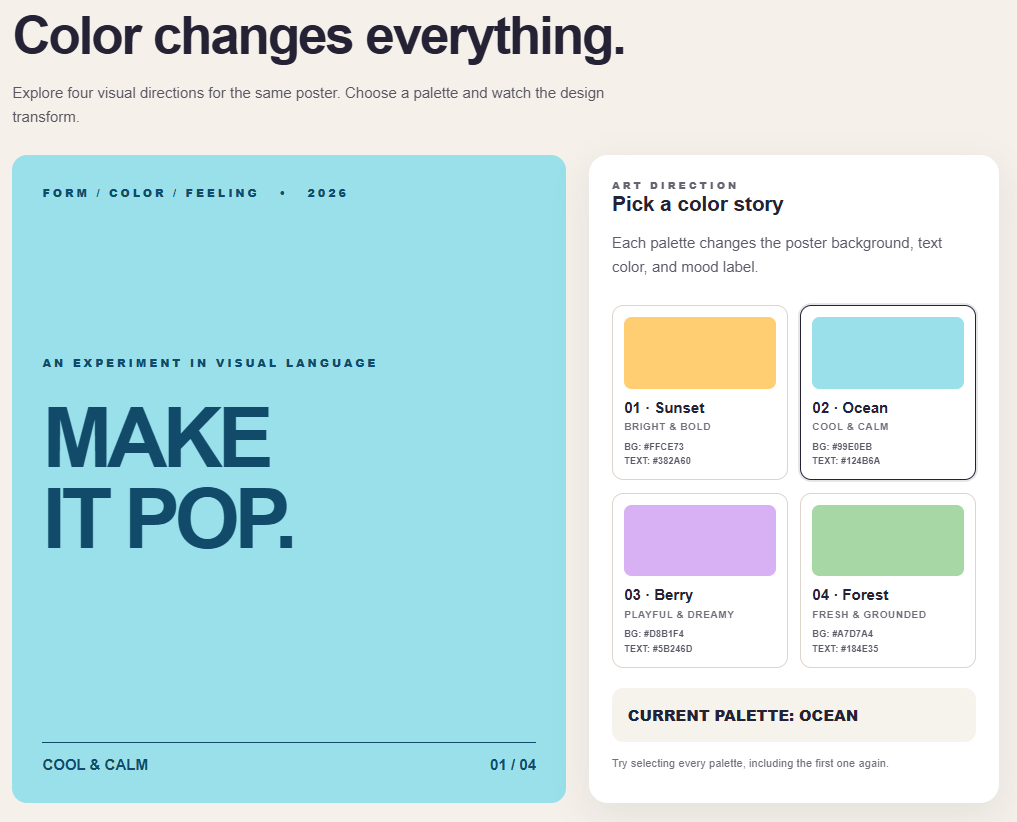 Color changes everything.
Explore four visual directions for the same poster. Choose a palette and watch the design
transform.
FORM / COLOR / FEELING • 2026
AN EXPERIMENT IN VISUAL LANGUAGE
MAKE
IT POP.
COOL & CALM
01 / 04
ART DIRECTION
Pick a color story
Each palette changes the poster background, text
color, and mood label.
01 · Sunset
BRIGHT & BOLD
BG: #FFCE73
TEXT: #382A60
02 · Ocean
COOL & CALM
BG: #99E0EB
TEXT: #124B6A
03 · Berry
PLAYFUL & DREAMY
BG: #D8B1F4
TEXT: #5B246D
04 · Forest
FRESH & GROUNDED
BG: #A7D7A4
TEXT: #184E35
CURRENT PALETTE: OCEAN
Try selecting every palette, including the first one again.